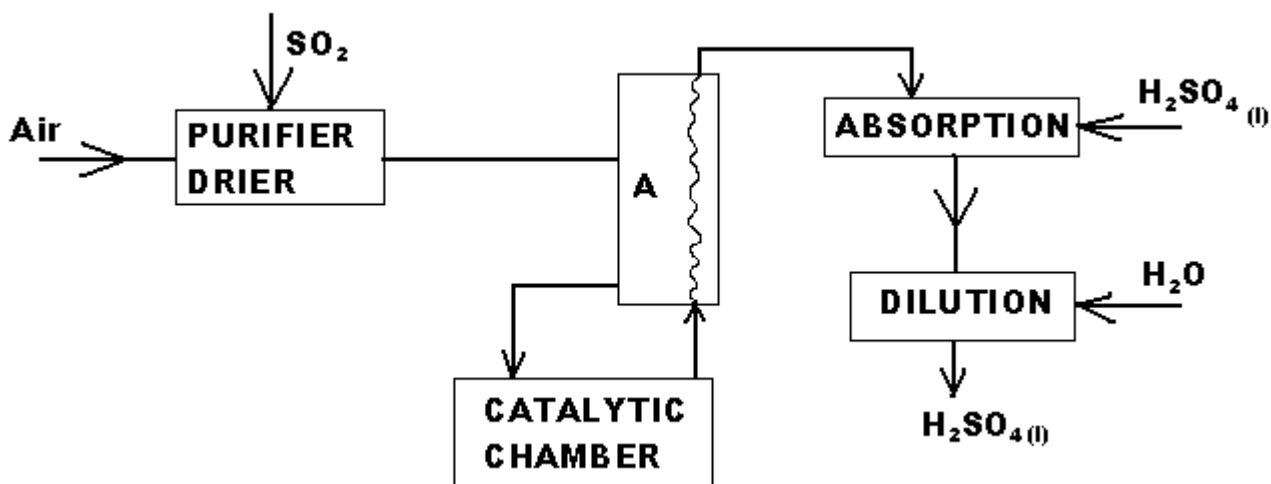 SO₂
Air
PURIFIER
DRIER
A
ABSORPTION
H₂SO₄ (l)
DILUTION
H₂O
CATALYTIC
CHAMBER
H₂SO₄(l)